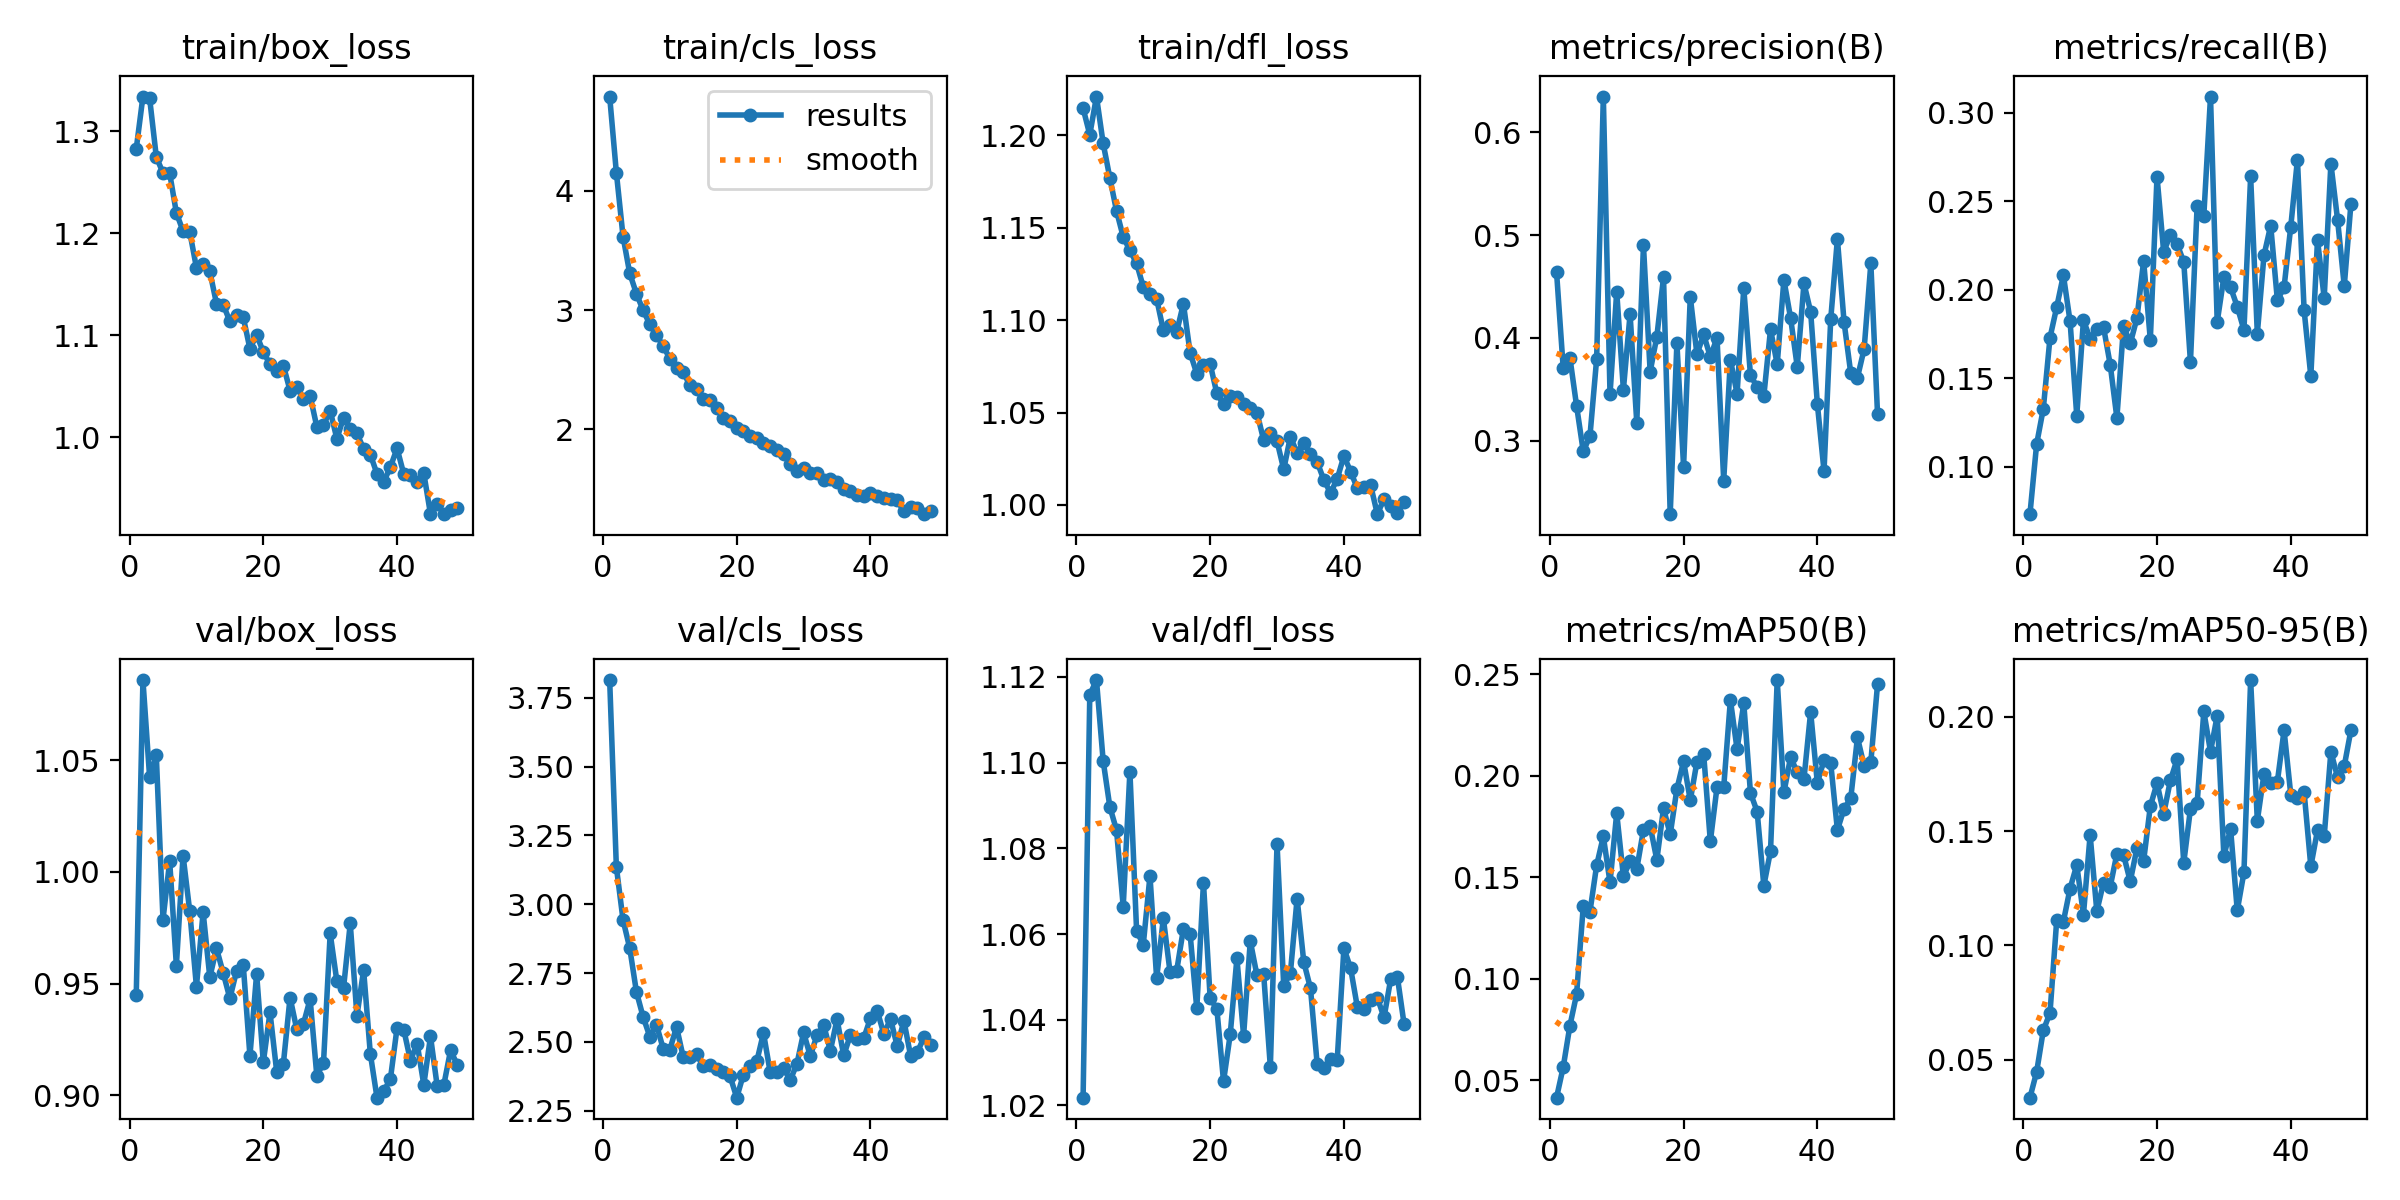 train/box_loss
1.3
1.2
1.1
1.0
0 20 40
train/cls_loss
results
smooth
4
3
2
0 20 40
train/dfl_loss
1.20
1.15
1.10
1.05
1.00
0 20 40
metrics/precision(B)
0.6
0.5
0.4
0.3
0 20 40
metrics/recall(B)
0.30
0.25
0.20
0.15
0.10
0 20 40
val/box_loss
1.05
1.00
0.95
0.90
0 20 40
val/cls_loss
3.75
3.50
3.25
3.00
2.75
2.50
2.25
0 20 40
val/dfl_loss
1.12
1.10
1.08
1.06
1.04
1.02
0 20 40
metrics/mAP50(B)
0.25
0.20
0.15
0.10
0.05
0 20 40
metrics/mAP50-95(B)
0.20
0.15
0.10
0.05
0 20 40